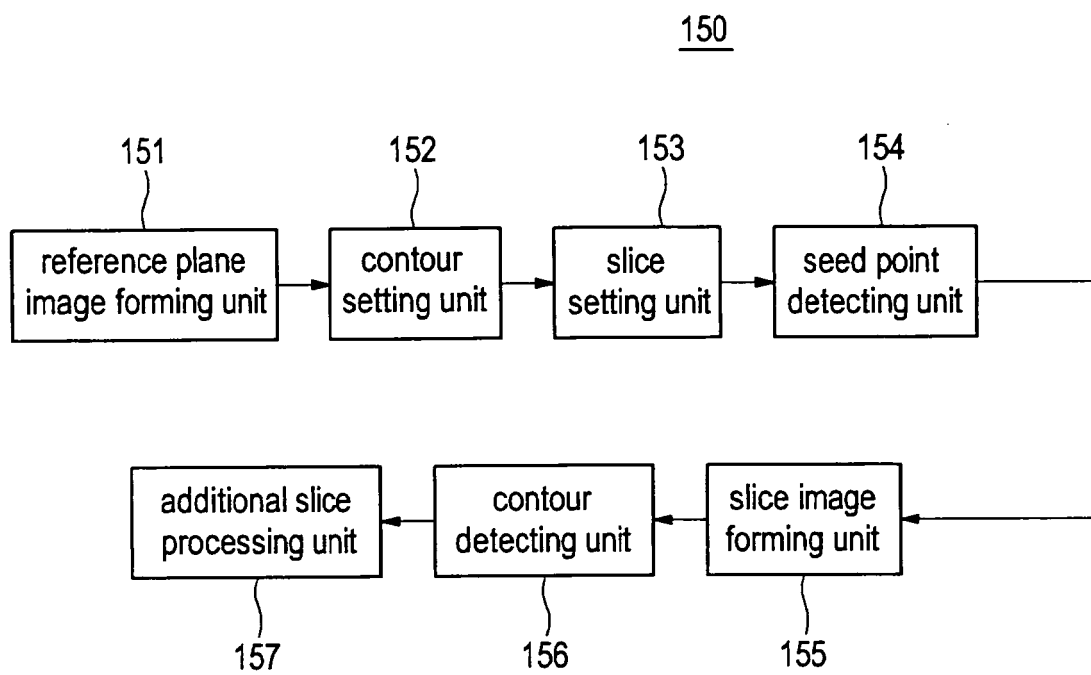 150
151
152
153
154
reference plane
image forming unit
contour
setting unit
slice
setting unit
seed point
detecting unit
additional slice
processing unit
contour
detecting unit
slice image
forming unit
157
156
155